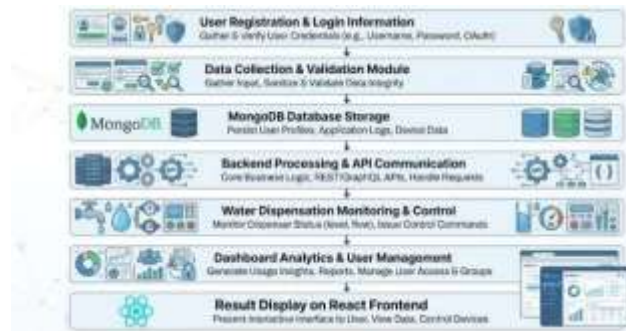 User Registration & Login Information
Gather & Verify User Credentials (e.g., Username, Password, OAuth)
Data Collection & Validation Module
Gather Input, Sanitize & Validate Data Integrity
MongoDB
MongoDB Database Storage
Persist User Profiles, Application Logs, Device Data
Backend Processing & API Communication
Core Business Logic, REST/GraphQL APIs, Handle Requests
Water Dispensation Monitoring & Control
Monitor Dispenser Status (level, flow), Issue Control Commands
Dashboard Analytics & User Management
Generate Usage Insights, Reports, Manage User Access & Groups
Result Display on React Frontend
Present Interactive Interface to User, View Data, Control Devices